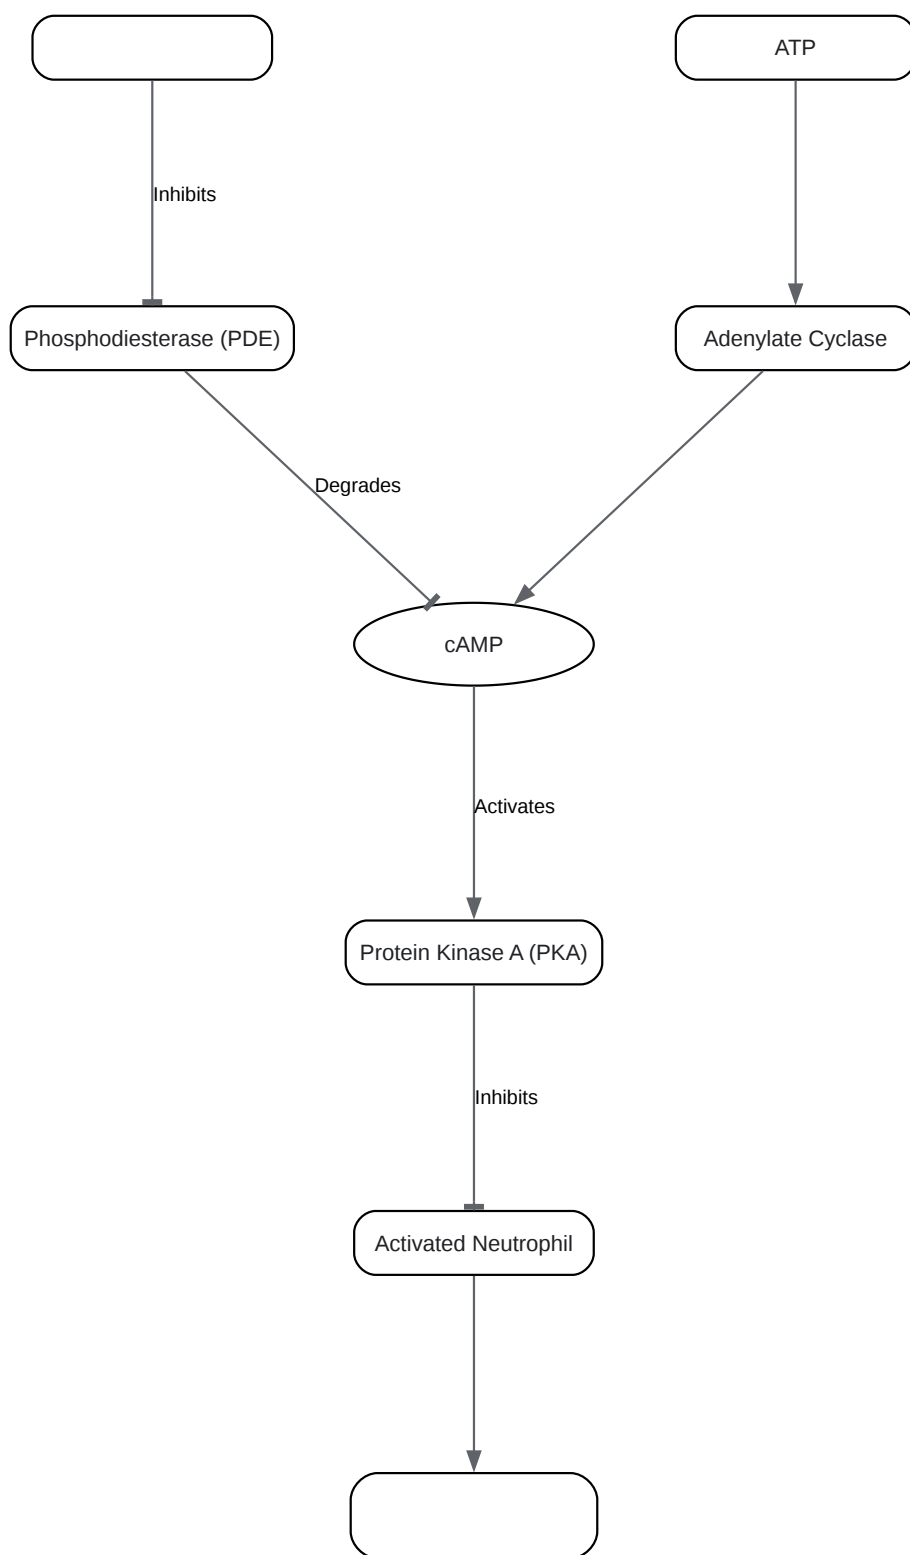 ATP
Inhibits
Phosphodiesterase (PDE)
Adenylate Cyclase
Degrades
cAMP
Activates
Protein Kinase A (PKA)
Inhibits
Activated Neutrophil